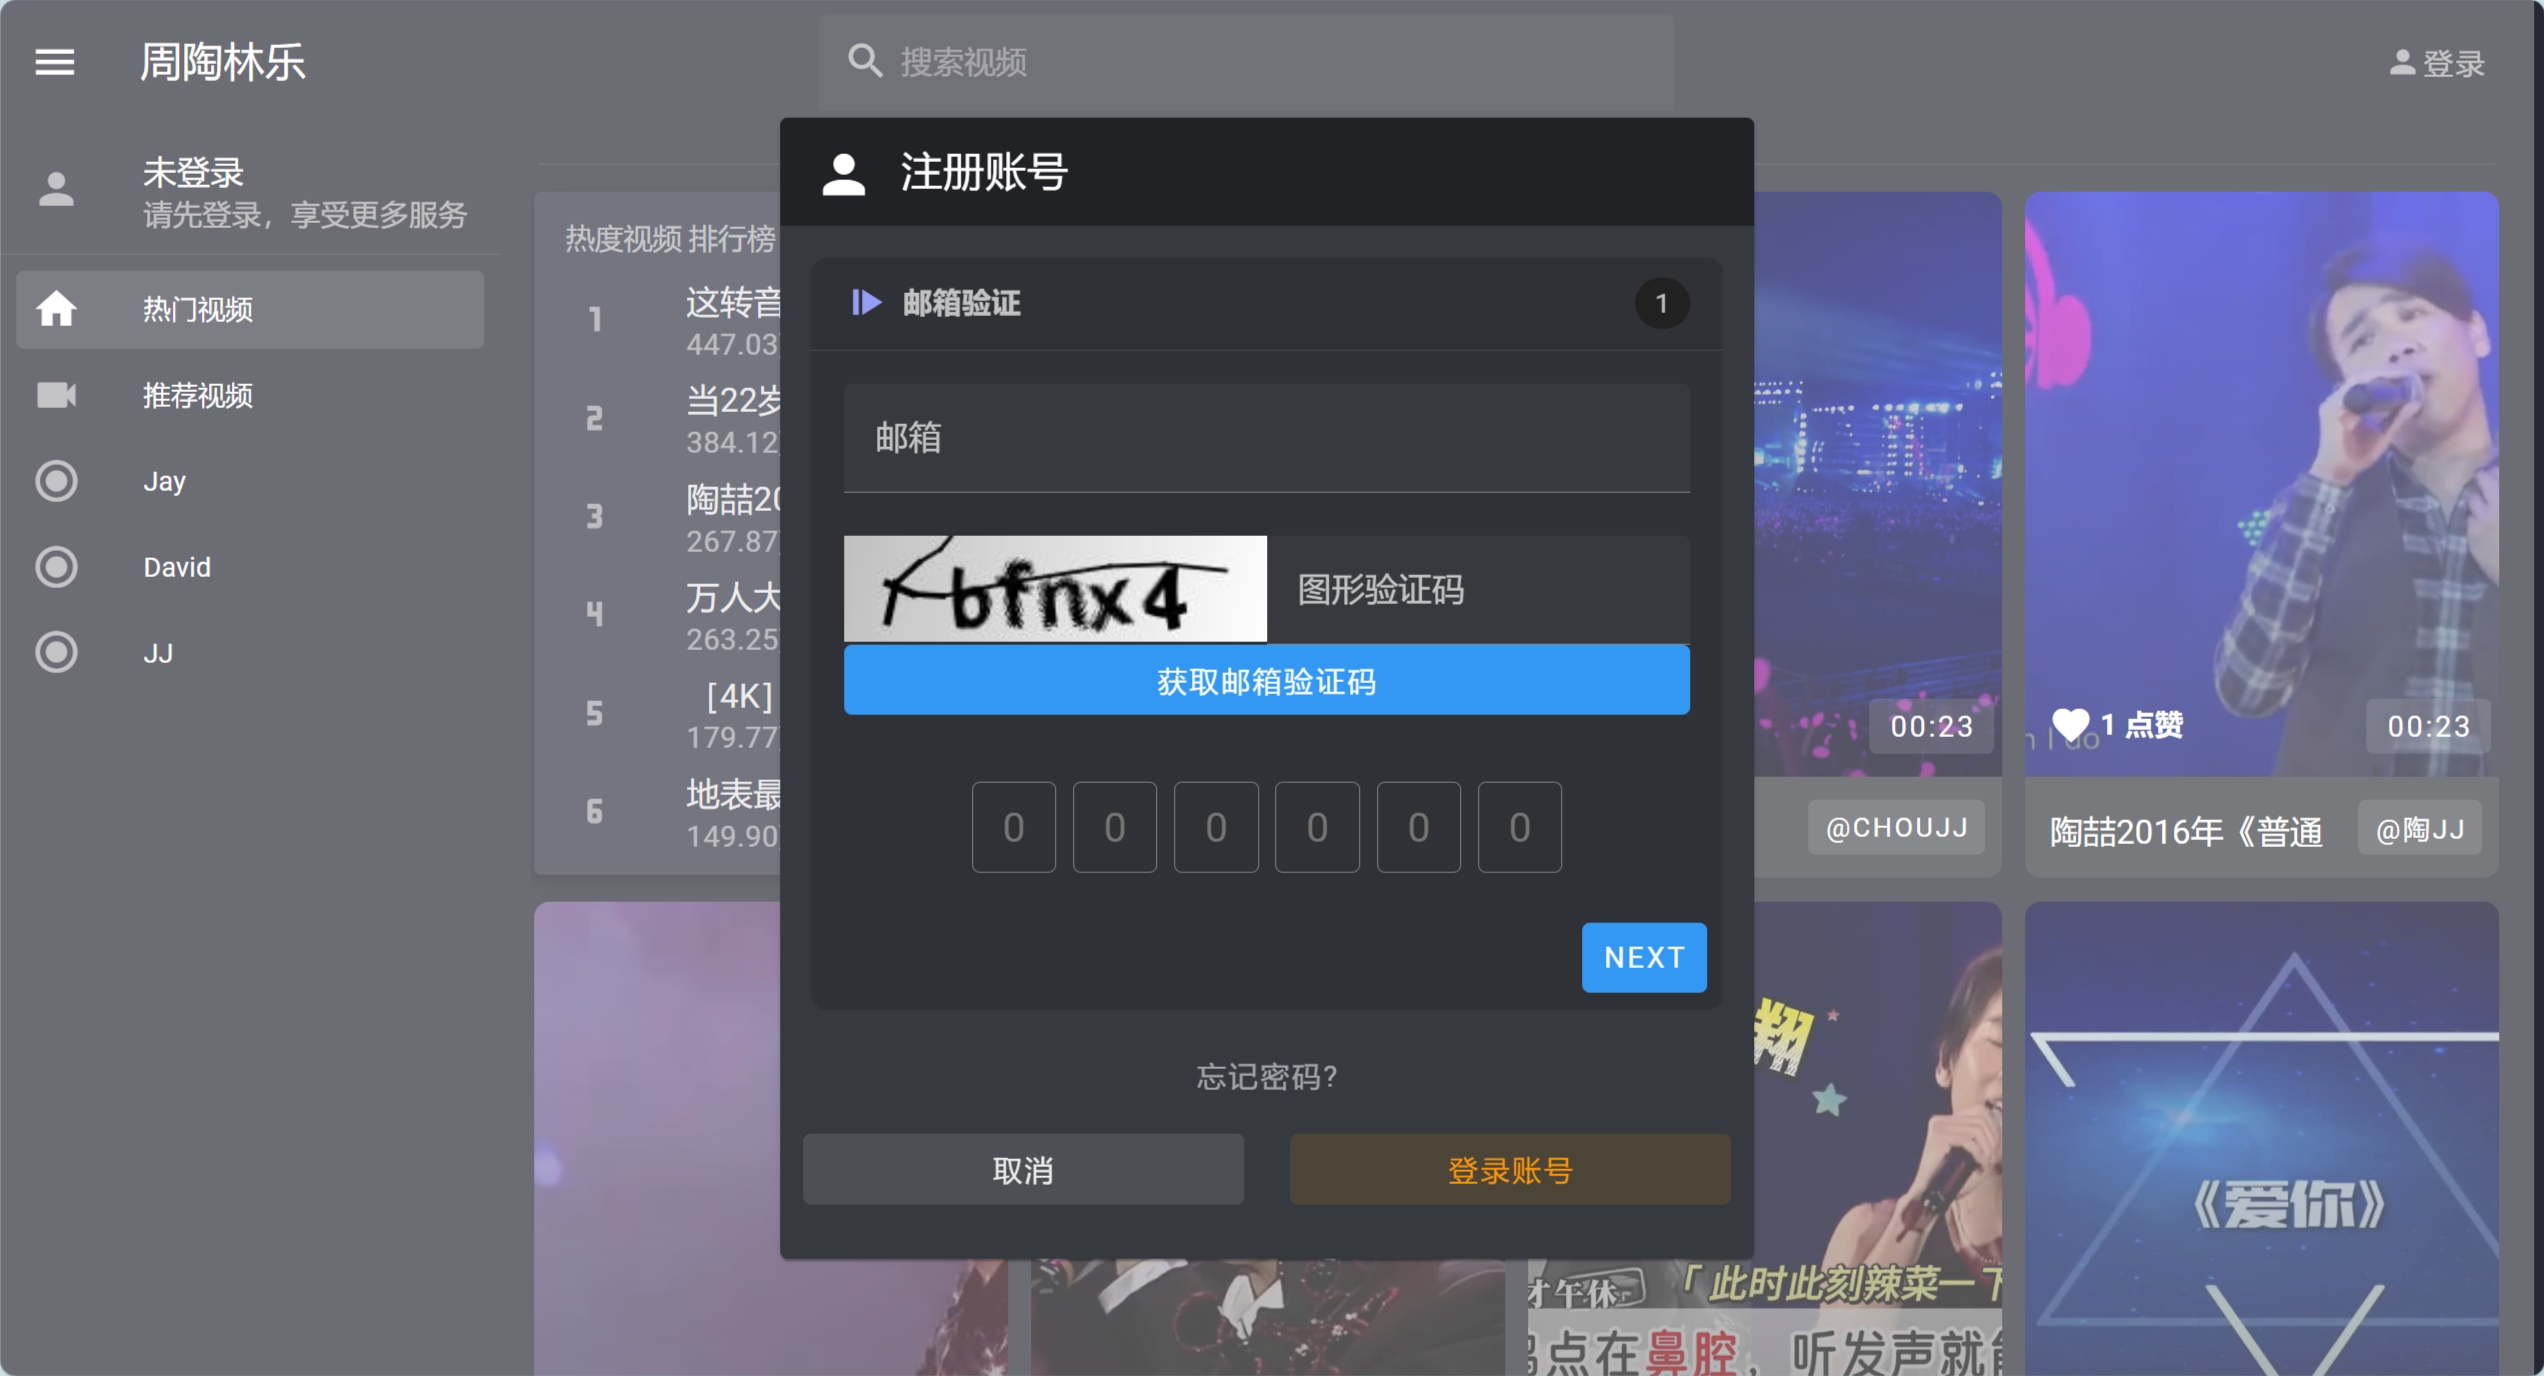 周陶林乐
搜索视频
登录
未登录
请先登录，享受更多服务
热门视频
推荐视频
Jay
David
JJ
热度视频 排行榜
1
这转音
447.03
2
当22岁
384.12
3
陶喆20
267.87
4
万人大
263.25
5
［4K］
179.77
6
地表最
149.90
注册账号
邮箱验证
1
邮箱
图形验证码
获取邮箱验证码
0 0 0 0 0 0
NEXT
忘记密码?
取消
登录账号
00:23
@CHOUJJ
1 点赞
00:23
陶喆2016年《普通
@陶JJ
翔
才午休
「此时此刻辣菜一下
点在鼻腔，听发声就能
《爱你》